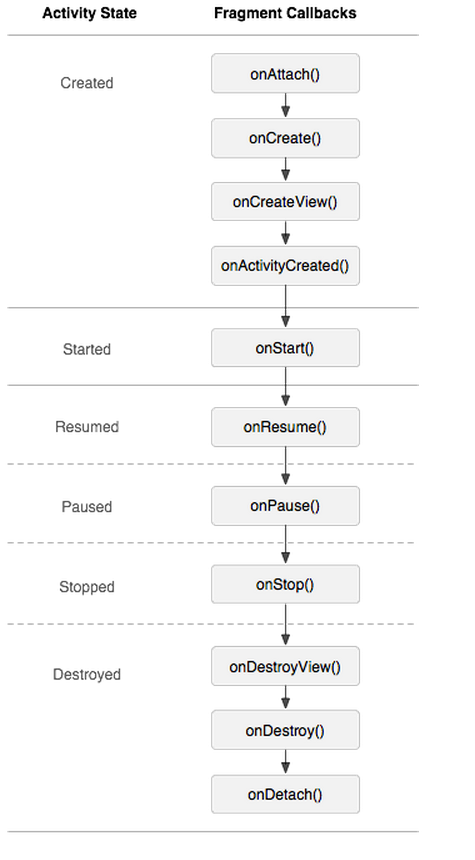 Activity State Fragment Callbacks
Created
onAttach()
onCreate()
onCreateView()
onActivityCreated()
Started
onStart()
Resumed
onResume()
Paused
onPause()
Stopped
onStop()
Destroyed
onDestroyView()
onDestroy()
onDetach()